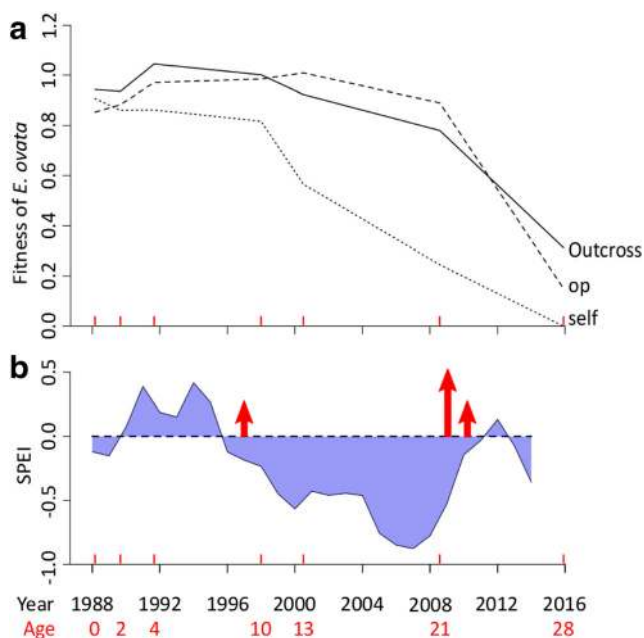 a
Fitness of E. ovata
1.2
1.0
0.8
0.6
0.4
0.2
0.0
Outcross
op
self
b
SPEI
0.5
0.0
-0.5
-1.0
Year 1988 1992 1996 2000 2004 2008 2012 2016
Age 0 2 4 10 13 21 28